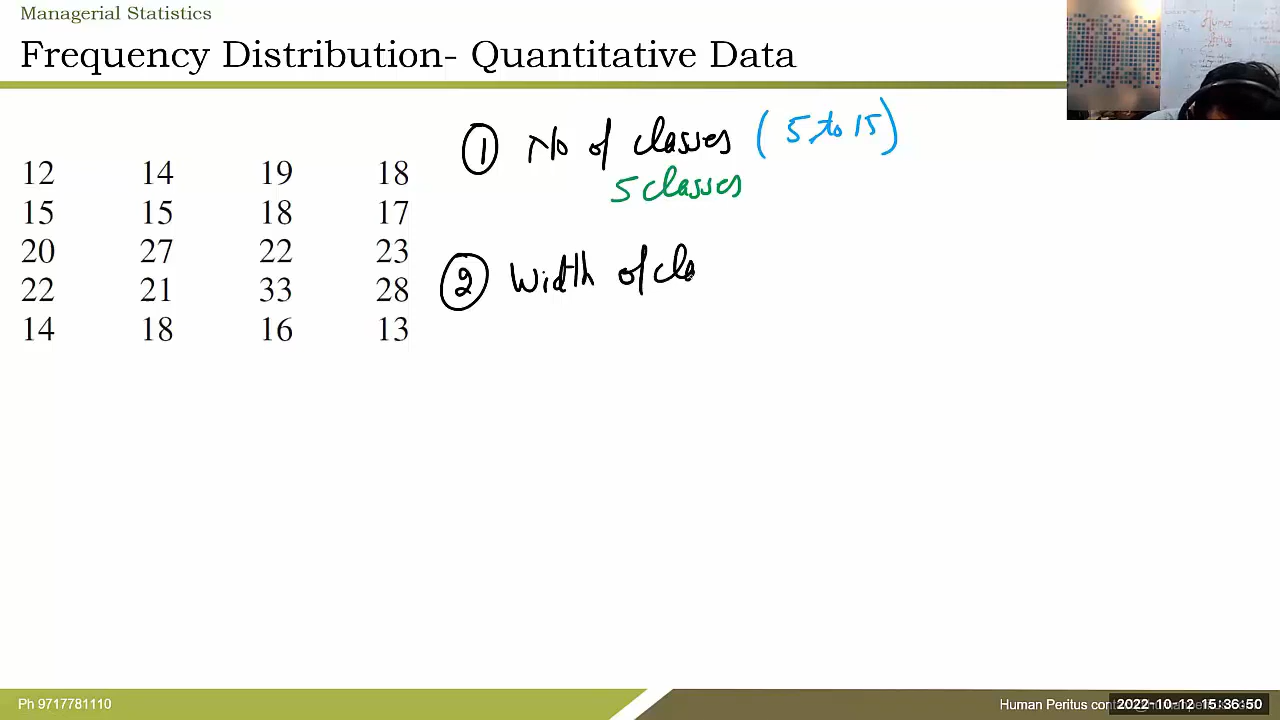 Managerial Statistics
Frequency Distribution- Quantitative Data
① No of classes (5 to 15)
5 classes
12 14 19 18
15 15 18 17
20 27 22 23
22 21 33 28
14 18 16 13
② Width of cla
Ph 9717781110
Human Peritus
2022-10-12 15:36:50